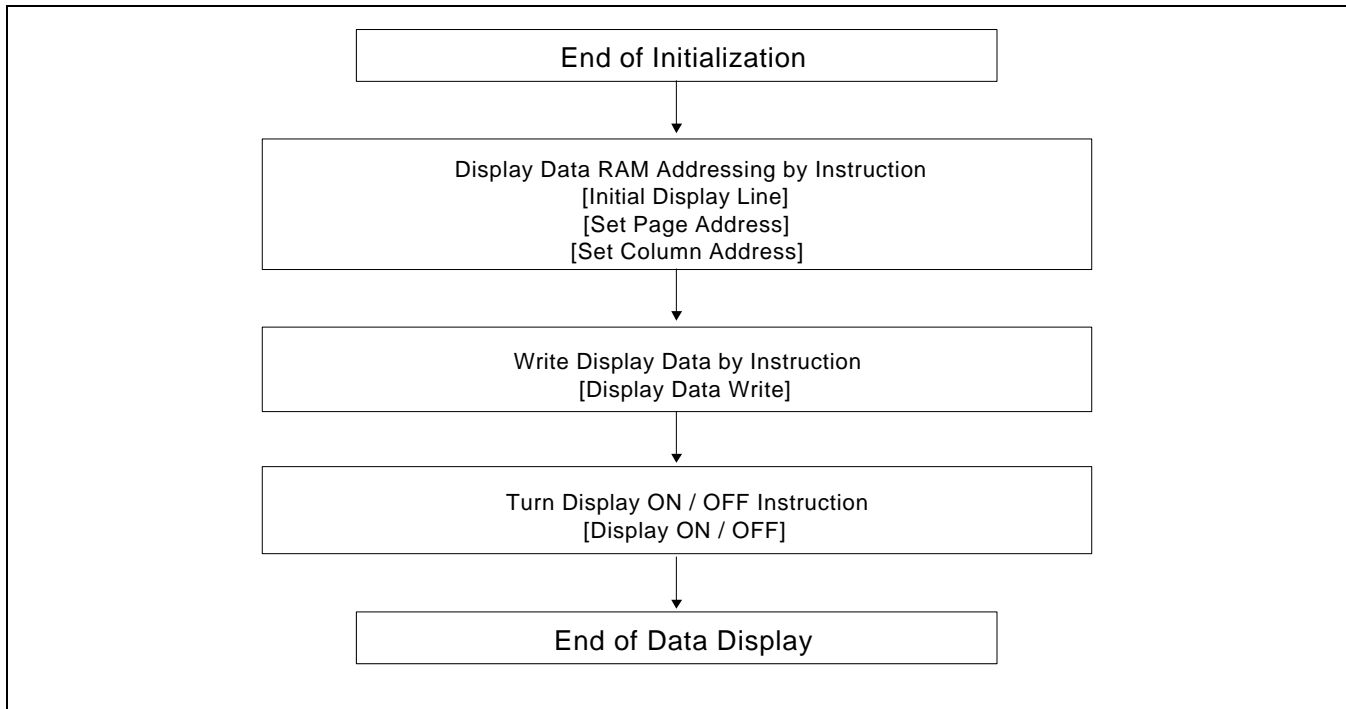 End of Initialization
Display Data RAM Addressing by Instruction
[Initial Display Line]
[Set Page Address]
[Set Column Address]
Write Display Data by Instruction
[Display Data Write]
Turn Display ON / OFF Instruction
[Display ON / OFF]
End of Data Display